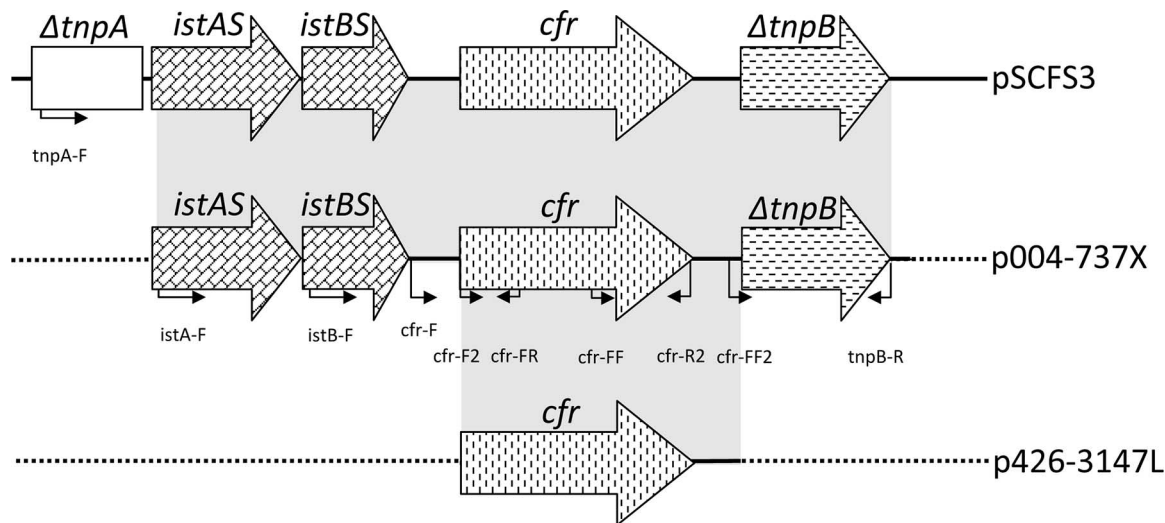 ΔtnpA istAS istBS cfr ΔtnpB
pSCFS3
tnpA-F
istAS istBS cfr ΔtnpB
p004-737X
istA-F istB-F cfr-F cfr-F2 cfr-FR cfr-FF cfr-R2 cfr-FF2 tnpB-R
cfr
p426-3147L